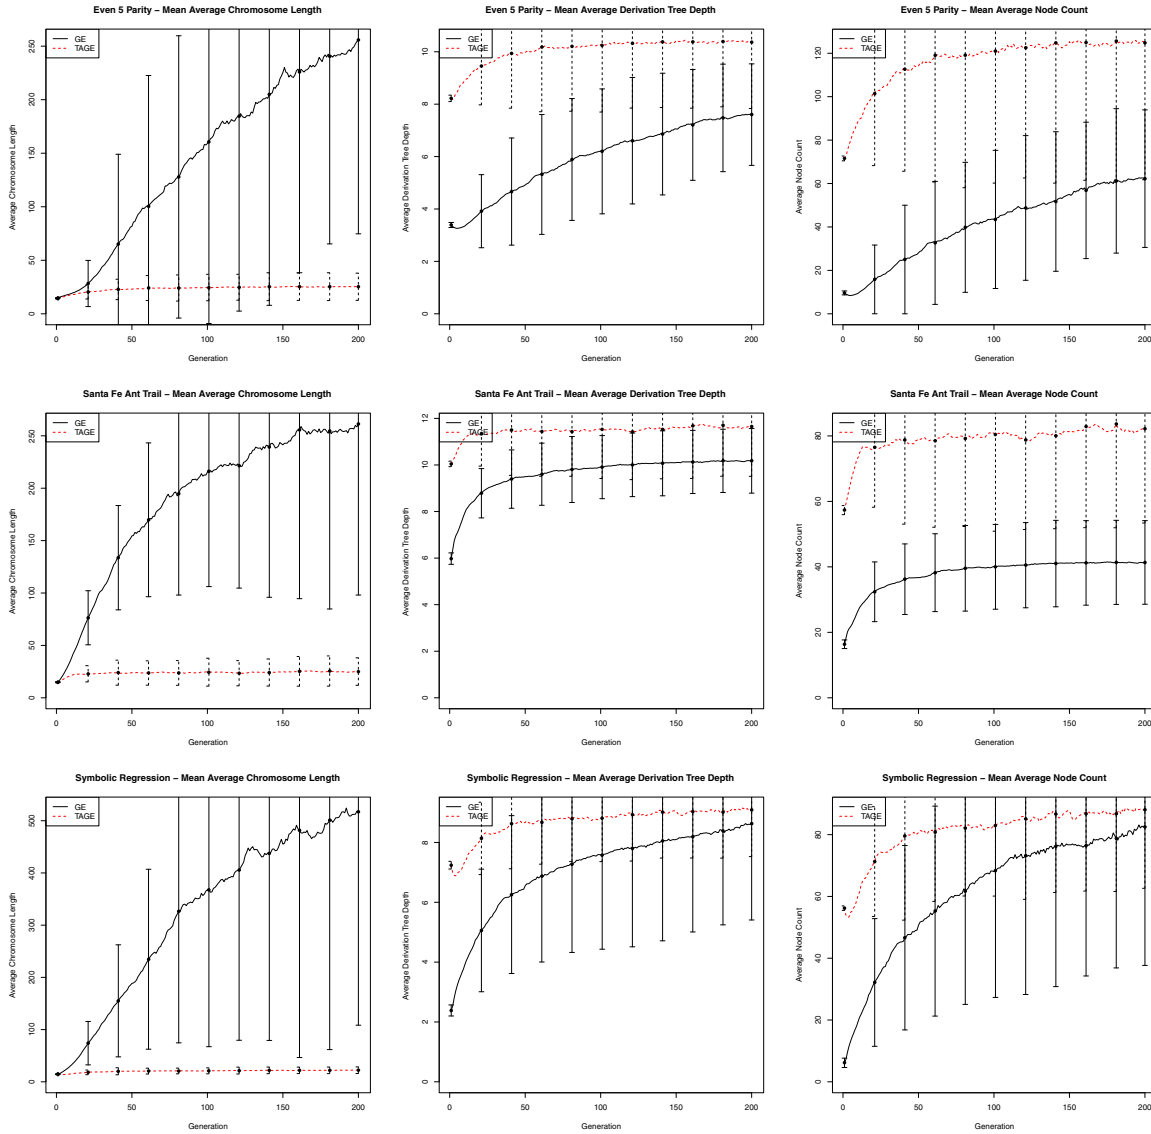 Even 5 Parity − Mean Average Chromosome Length
GE
TAGE
Average Chromosome Length
0
50
100
150
200
250
0
50
100
150
200
Generation
Even 5 Parity − Mean Average Derivation Tree Depth
GE
TAGE
Average Derivation Tree Depth
0
2
4
6
8
10
0
50
100
150
200
Generation
Even 5 Parity − Mean Average Node Count
GE
TAGE
Average Node Count
0
20
40
60
80
100
120
0
50
100
150
200
Generation
Santa Fe Ant Trail − Mean Average Chromosome Length
GE
TAGE
Average Chromosome Length
0
50
100
150
200
250
0
50
100
150
200
Generation
Santa Fe Ant Trail − Mean Average Derivation Tree Depth
GE
TAGE
Average Derivation Tree Depth
0
2
4
6
8
10
12
0
50
100
150
200
Generation
Santa Fe Ant Trail − Mean Average Node Count
GE
TAGE
Average Node Count
0
20
40
60
80
0
50
100
150
200
Generation
Symbolic Regression − Mean Average Chromosome Length
GE
TAGE
Average Chromosome Length
0
100
200
300
400
500
0
50
100
150
200
Generation
Symbolic Regression − Mean Average Derivation Tree Depth
GE
TAGE
Average Derivation Tree Depth
0
2
4
6
8
0
50
100
150
200
Generation
Symbolic Regression − Mean Average Node Count
GE
TAGE
Average Node Count
0
20
40
60
80
0
50
100
150
200
Generation